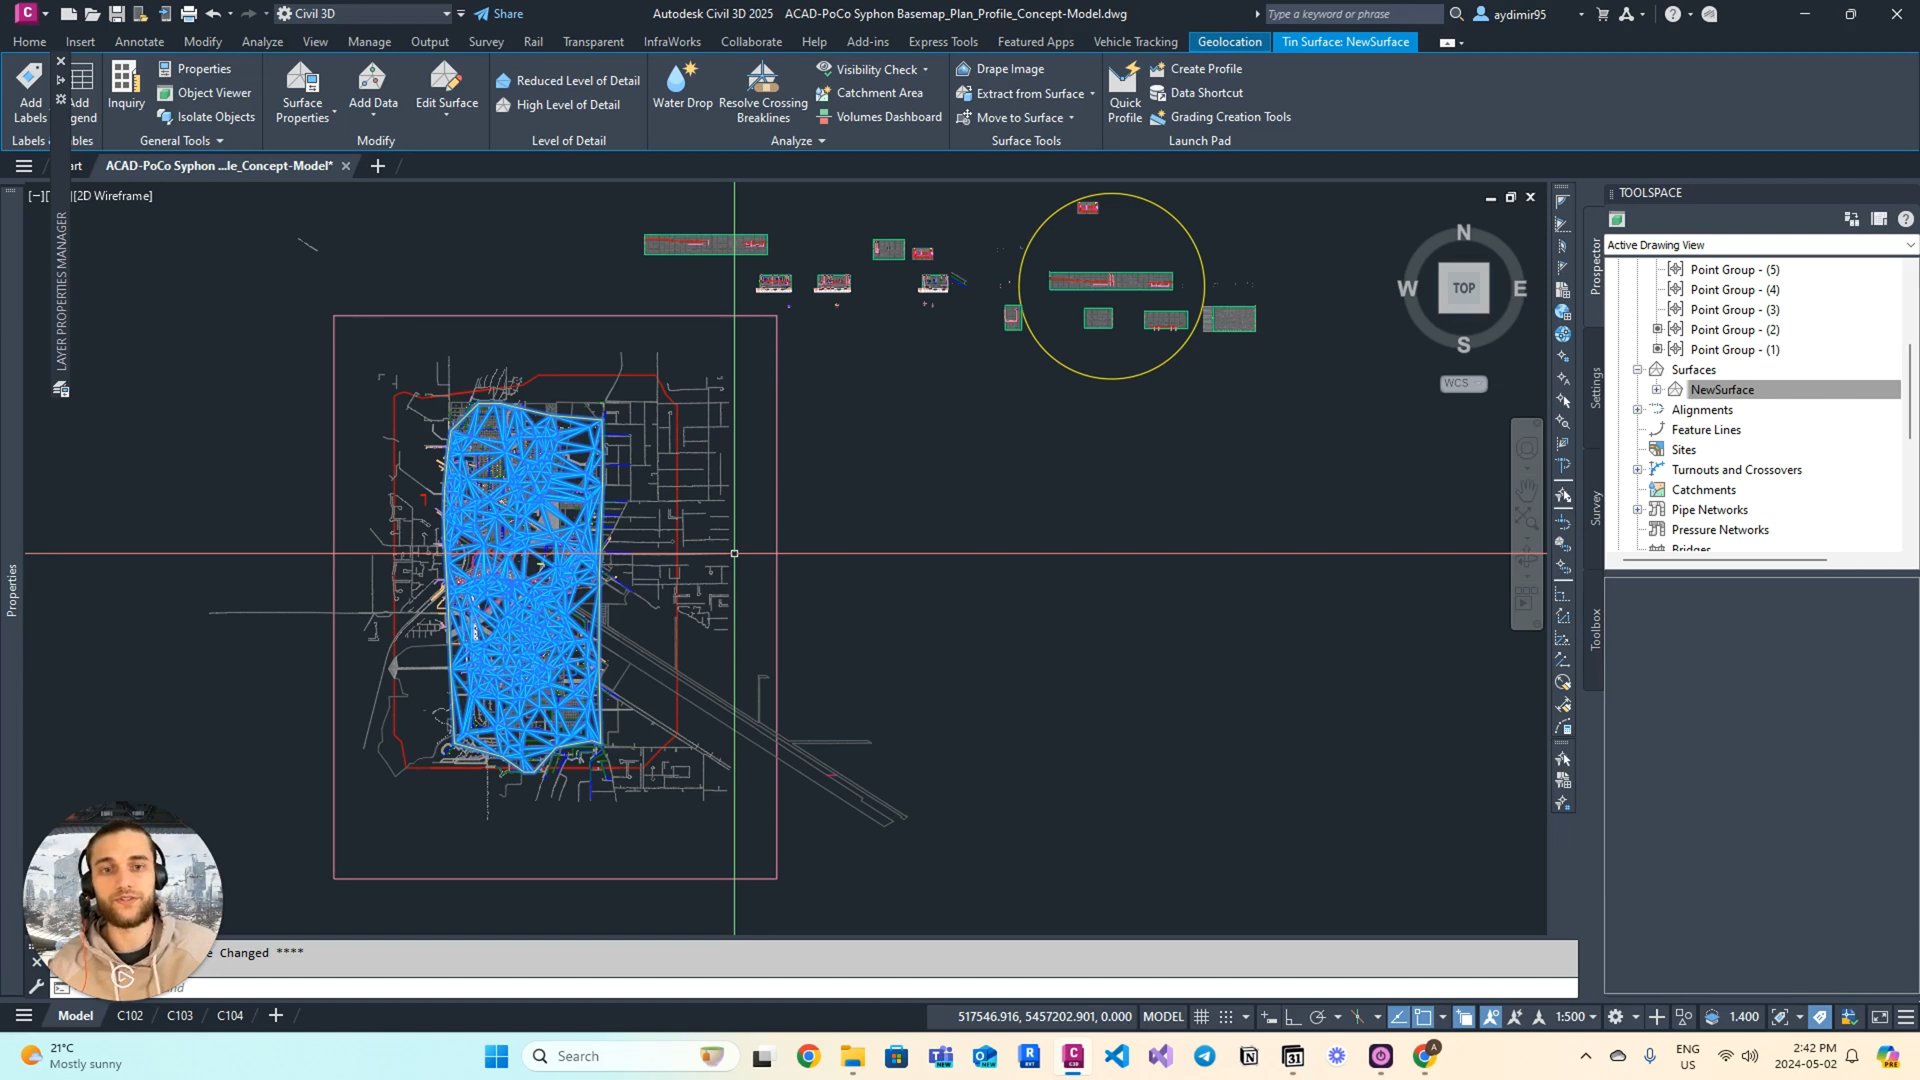 Civil 3D
Share
Autodesk Civil 3D 2025 ACAD-PoCo Syphon Basemap_Plan_Profile_Concept-Model.dwg
Type a keyword or phrase
aydimir95
Home Insert Annotate Modify Analyze View Manage Output Survey Rail Transparent InfraWorks Collaborate Help Add-ins Express Tools Featured Apps Vehicle Tracking Geolocation Tin Surface: NewSurface
Add Labels
Inquiry
Properties
Object Viewer
Isolate Objects
Surface Properties
Add Data
Edit Surface
Reduced Level of Detail
High Level of Detail
Water Drop
Resolve Crossing Breaklines
Visibility Check
Catchment Area
Volumes Dashboard
Drape Image
Extract from Surface
Move to Surface
Quick Profile
Create Profile
Data Shortcut
Grading Creation Tools
General Tools
Modify
Level of Detail
Analyze
Surface Tools
Launch Pad
ACAD-PoCo Syphon ...le_Concept-Model*
[2D Wireframe]
LAYER PROPERTIES MANAGER
Properties
N
W
TOP
E
S
WCS
TOOLSPACE
Active Drawing View
Prospector
Settings
Survey
Toolbox
Point Group - (5)
Point Group - (4)
Point Group - (3)
Point Group - (2)
Point Group - (1)
Surfaces
NewSurface
Alignments
Feature Lines
Sites
Turnouts and Crossovers
Catchments
Pipe Networks
Pressure Networks
Bridges
Changed ****
Model C102 C103 C104
517546.916, 5457202.901, 0.000 MODEL
1:500
1.400
21°C
Mostly sunny
Search
ENG
US
2:42 PM
2024-05-02